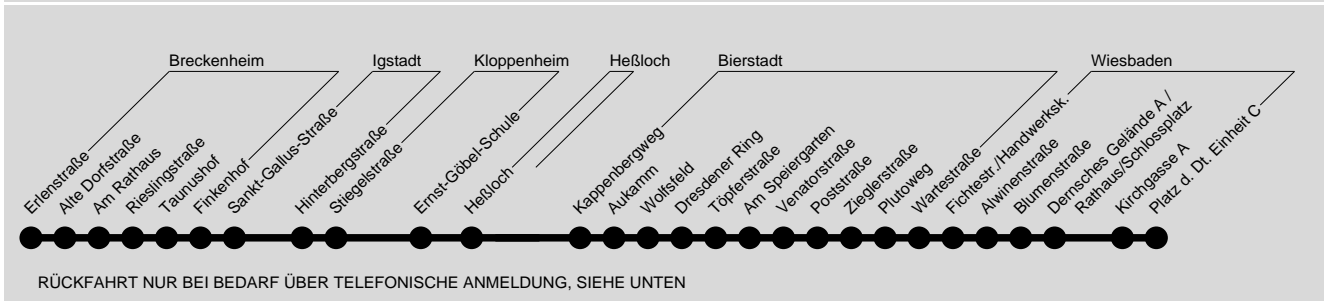 Breckenheim
Igstadt
Kloppenheim
Heßloch
Bierstadt
Wiesbaden
Erlenstraße
Alte Dorfstraße
Am Rathaus
Rieslingstraße
Taunushof
Finkenhof
Sankt-Gallus-Straße
Hinterbergstraße
Stiegelstraße
Ernst-Göbel-Schule
Heßloch
Kappenbergweg
Aukamm
Wolfsfeld
Dresdener Ring
Töpferstraße
Am Speiergarten
Venatorstraße
Poststraße
Zieglerstraße
Plutoweg
Wartestraße
Fichtestr./Handwerksk.
Alwinenstraße
Blumenstraße
Dernsches Gelände A /
Rathaus/Schlossplatz
Kirchgasse A
Platz d. Dt. Einheit C
RÜCKFAHRT NUR BEI BEDARF ÜBER TELEFONISCHE ANMELDUNG, SIEHE UNTEN